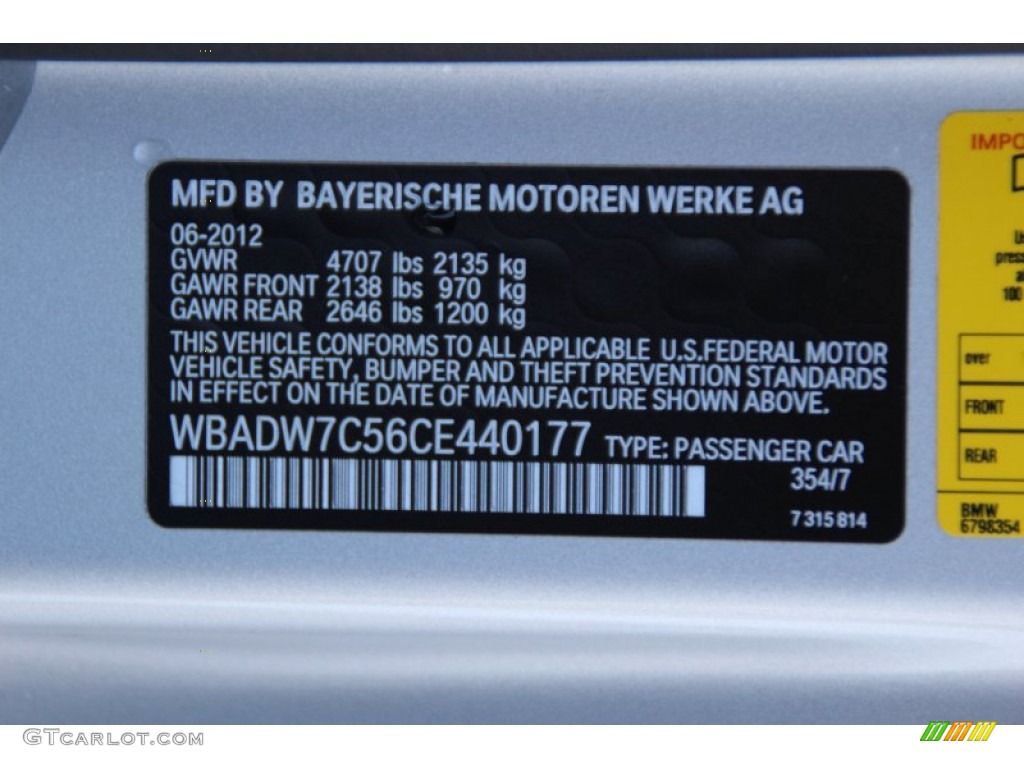 MFD BY BAYERISCHE MOTOREN WERKE AG
06-2012
GVWR 4707 lbs 2135 kg
GAWR FRONT 2138 lbs 970 kg
GAWR REAR 2646 lbs 1200 kg
THIS VEHICLE CONFORMS TO ALL APPLICABLE U.S.FEDERAL MOTOR
VEHICLE SAFETY, BUMPER AND THEFT PREVENTION STANDARDS
IN EFFECT ON THE DATE OF MANUFACTURE SHOWN ABOVE.
WBADW7C56CE440177 TYPE: PASSENGER CAR
354/7
7 315 814
IMPO
press
100
over
FRONT
REAR
BMW
6798354
GTCARLOT.COM